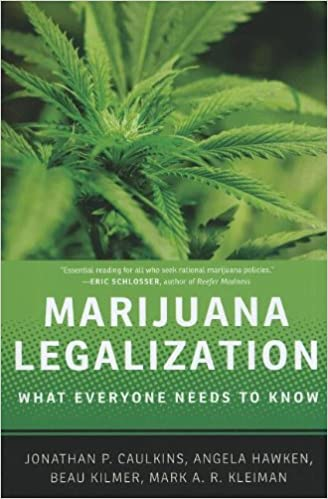 "Essential reading for all who seek rational marijuana policies."
—ERIC SCHLOSSER, author of Reefer Madness
MARIJUANA
LEGALIZATION
WHAT EVERYONE NEEDS TO KNOW
JONATHAN P. CAULKINS, ANGELA HAWKEN,
BEAU KILMER, MARK A. R. KLEIMAN